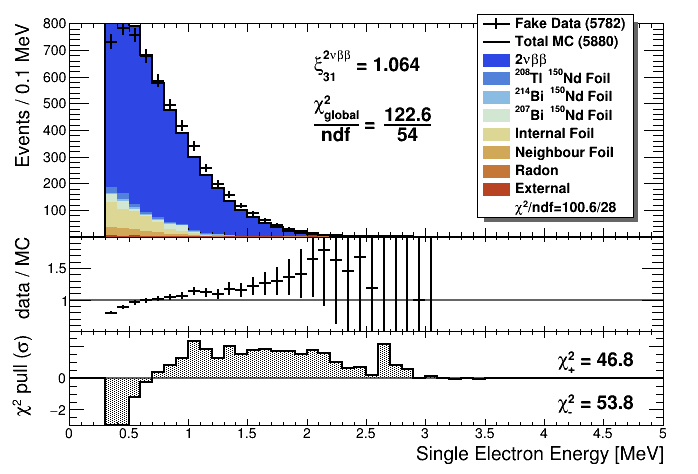 Events / 0.1 MeV
800
700
600
500
400
300
200
100
ξ₃₁^2νββ = 1.064
χ²global/ndf = 122.6/54
Fake Data (5782)
Total MC (5880)
2νββ
²⁰⁸Tl ¹⁵⁰Nd Foil
²¹⁴Bi ¹⁵⁰Nd Foil
²⁰⁷Bi ¹⁵⁰Nd Foil
Internal Foil
Neighbour Foil
Radon
External
χ²/ndf=100.6/28
data / MC
1.5
1
χ² pull (σ)
0
−2
χ²₊ = 46.8
χ²₋ = 53.8
0 0.5 1 1.5 2 2.5 3 3.5 4 4.5 5
Single Electron Energy [MeV]